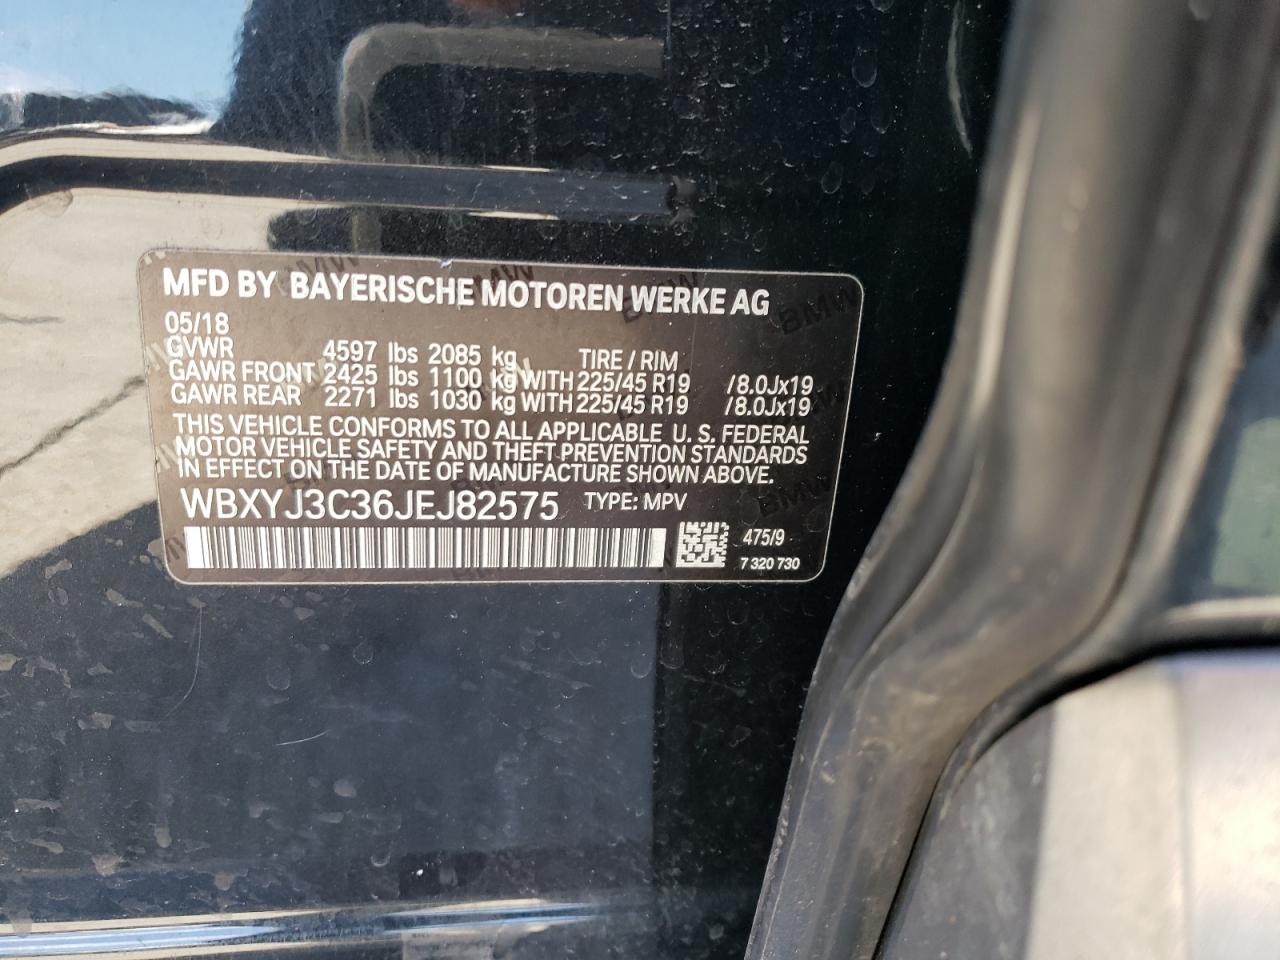 MFD BY BAYERISCHE MOTOREN WERKE AG
05/18
GVWR 4597 lbs 2085 kg TIRE / RIM
GAWR FRONT 2425 lbs 1100 kg WITH 225/45 R19 /8.0Jx19
GAWR REAR 2271 lbs 1030 kg WITH 225/45 R19 /8.0Jx19
THIS VEHICLE CONFORMS TO ALL APPLICABLE U. S. FEDERAL
MOTOR VEHICLE SAFETY AND THEFT PREVENTION STANDARDS
IN EFFECT ON THE DATE OF MANUFACTURE SHOWN ABOVE.
WBXYJ3C36JEJ82575 TYPE: MPV
475/9
7 320 730